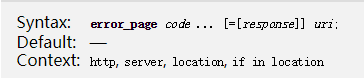 Syntax: error_page code ... [=[response]] uri;
Default: —
Context: http, server, location, if in location